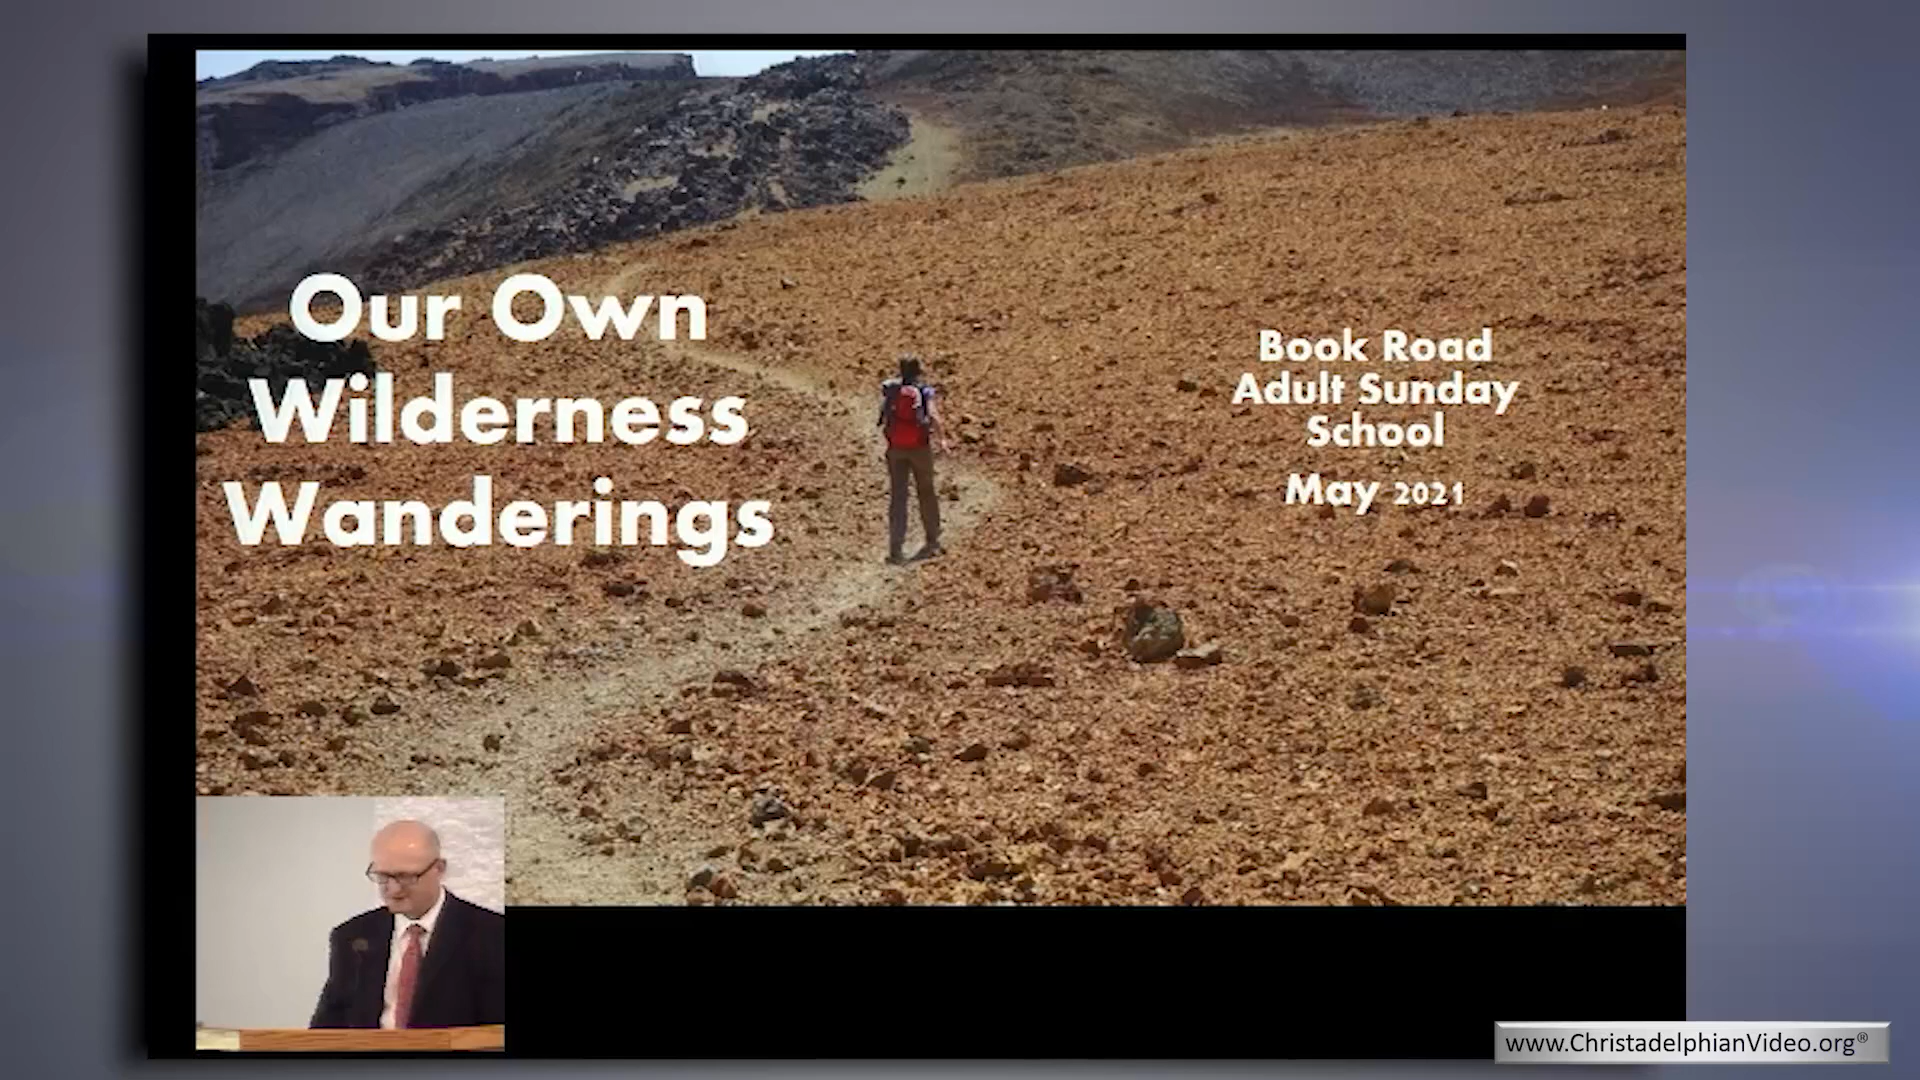 Our Own
Wilderness
Wanderings
Book Road
Adult Sunday
School
May 2021
www.ChristadelphianVideo.org®